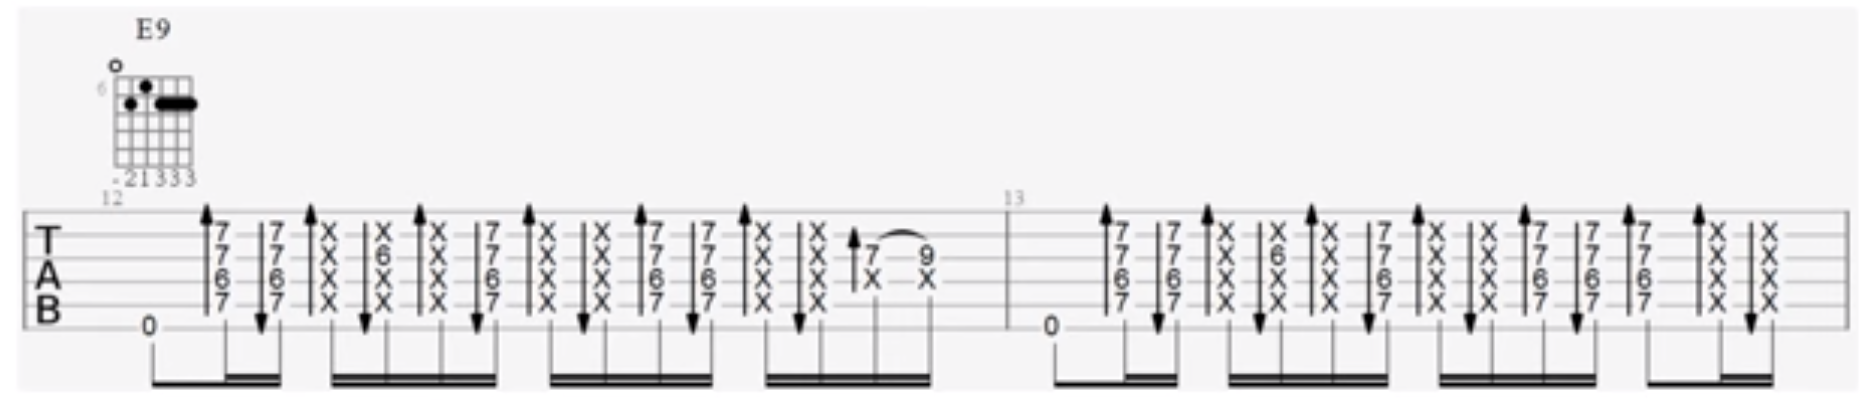 E9
6
- 2 1 3 3 3
12 13
T 7 7 X X X 7 X X 7 7 X X 7 7 X X X 7 X X 7 7 7 X X
A 7 7 X 6 X 7 X X 7 7 X X 7 9 7 7 X 6 X 7 X X 7 7 7 X X
6 6 X X X 6 X X 6 6 X X X X 6 6 X X X 6 X X 6 6 6 X X
B 7 7 X X X 7 X X 7 7 X X 7 7 X X X 7 X X 7 7 7 X X
0 0